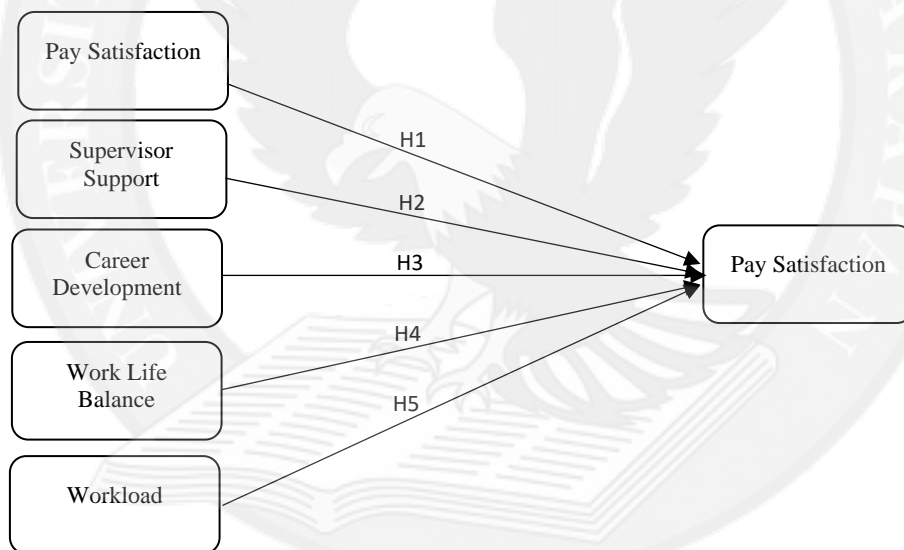 Pay Satisfaction
Supervisor
Support
Career
Development
Work Life
Balance
Workload
H1
H2
H3
H4
H5
Pay Satisfaction